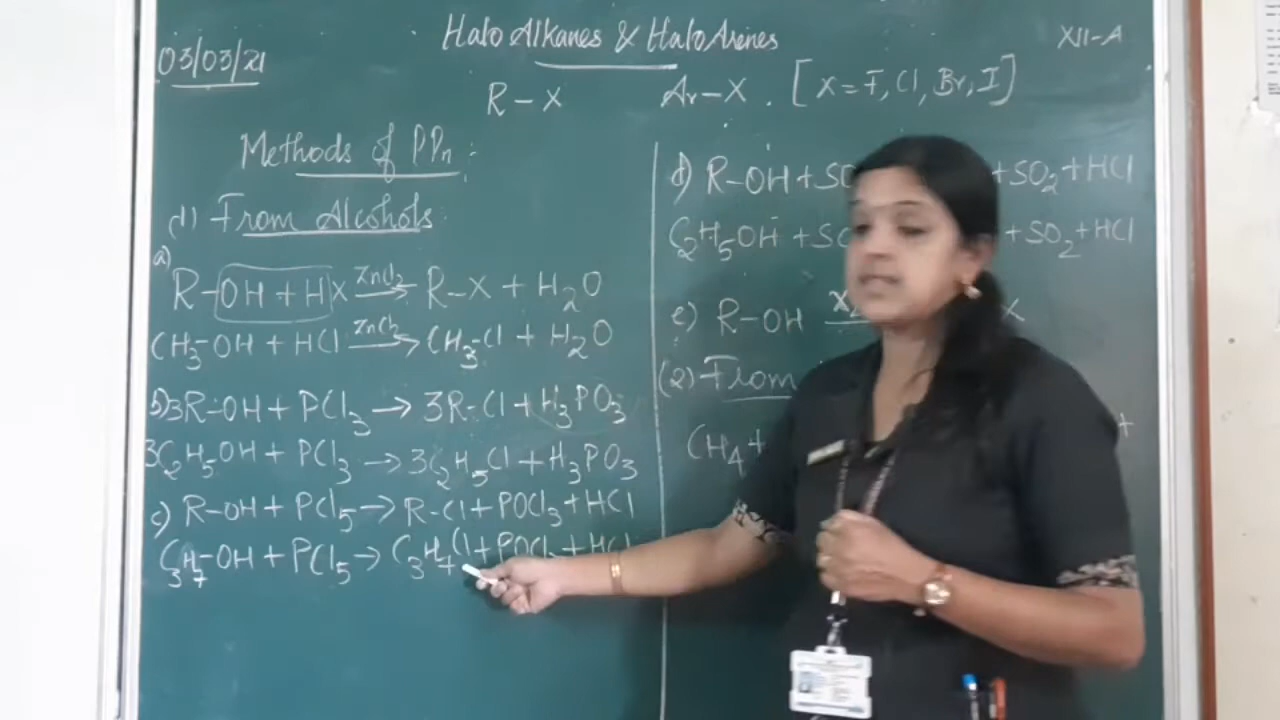 03/03/21
Halo Alkanes & Halo Arenes
XII-A
R-X
Ar-X. [X=F, Cl, Br, I]
Methods of PPn:
(1) From Alcohols:
a)
R-OH + HX ZnCl2→ R-X + H2O
CH3-OH + HCl ZnCl2→ CH3-Cl + H2O
b) 3R-OH + PCl3 → 3R-Cl + H3PO3
3C2H5OH + PCl3 → 3C2H5Cl + H3PO3
c) R-OH + PCl5 → R-Cl + POCl3 + HCl
C3H7-OH + PCl5 → C3H7Cl + POCl3 + HCl
d) R-OH + SO +SO2+HCl
C2H5OH + SO + SO2+HCl
e) R-OH X
(2) From
CH4+ +